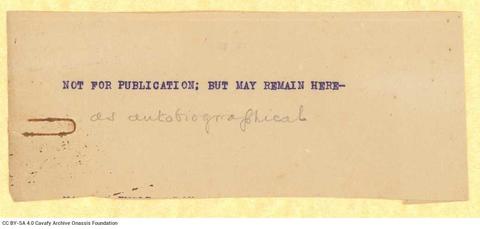 NOT FOR PUBLICATION; BUT MAY REMAIN HERE—
as autobiographical
CC BY-SA 4.0 Cavafy Archive Onassis Foundation